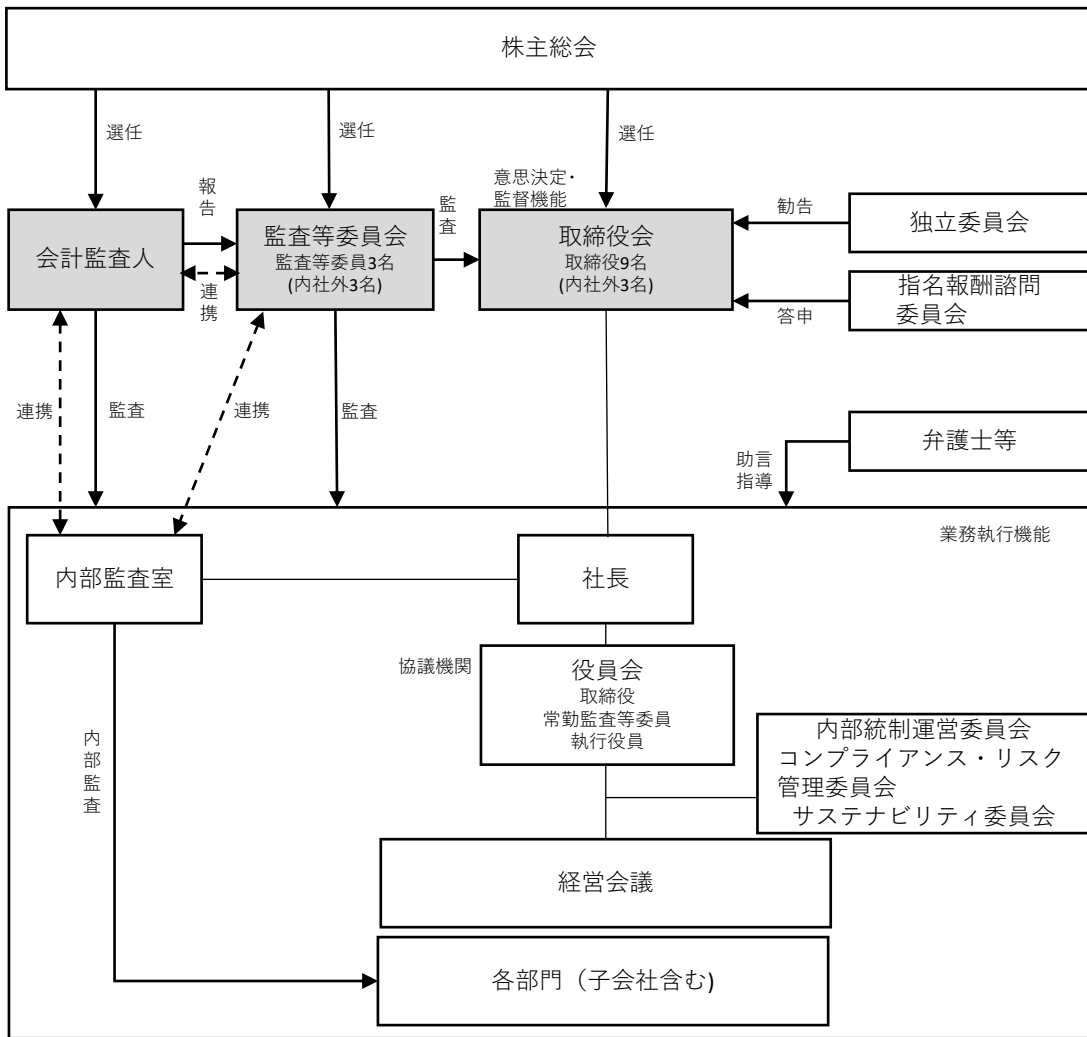 株主総会
選任
選任
選任
報告
監査
意思決定・
監督機能
勧告
独立委員会
会計監査人
監査等委員会
監査等委員3名
(内社外3名)
取締役会
取締役9名
(内社外3名)
連携
答申
指名報酬諮問
委員会
連携
監査
連携
監査
弁護士等
助言
指導
業務執行機能
内部監査室
社長
協議機関
役員会
取締役
常勤監査等委員
執行役員
内部監査
内部統制運営委員会
コンプライアンス・リスク
管理委員会
サステナビリティ委員会
経営会議
各部門（子会社含む)